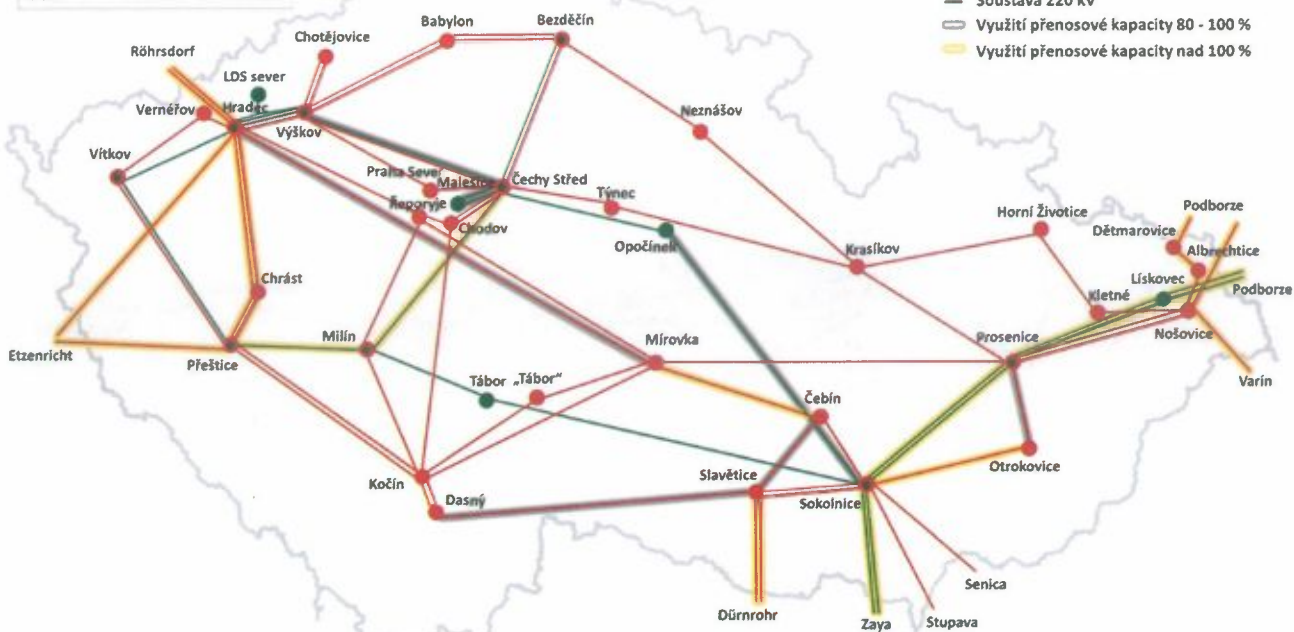 Soustava 220 kV
Využití přenosové kapacity 80 - 100 %
Využití přenosové kapacity nad 100 %
Babylon
Bezděčín
Chotějovice
Röhrsdorf
LDS sever
Vernéřov
Hradec
Výškov
Neznášov
Vítkov
Praha Sever
Malešice
Čechy Střed
Týnec
Řeporyje
Chodov
Opočínek
Horní Životice
Podborze
Dětmarovice
Albrechtice
Krasíkov
Lískovec
Podborze
Chrást
Kletné
Nošovice
Etzenricht
Přeštice
Milín
Mírovka
Prosenice
Varín
Tábor
„Tábor“
Čebín
Otrokovice
Kočín
Dasný
Slavětice
Sokolnice
Senica
Dürnrohr
Zaya
Stupava